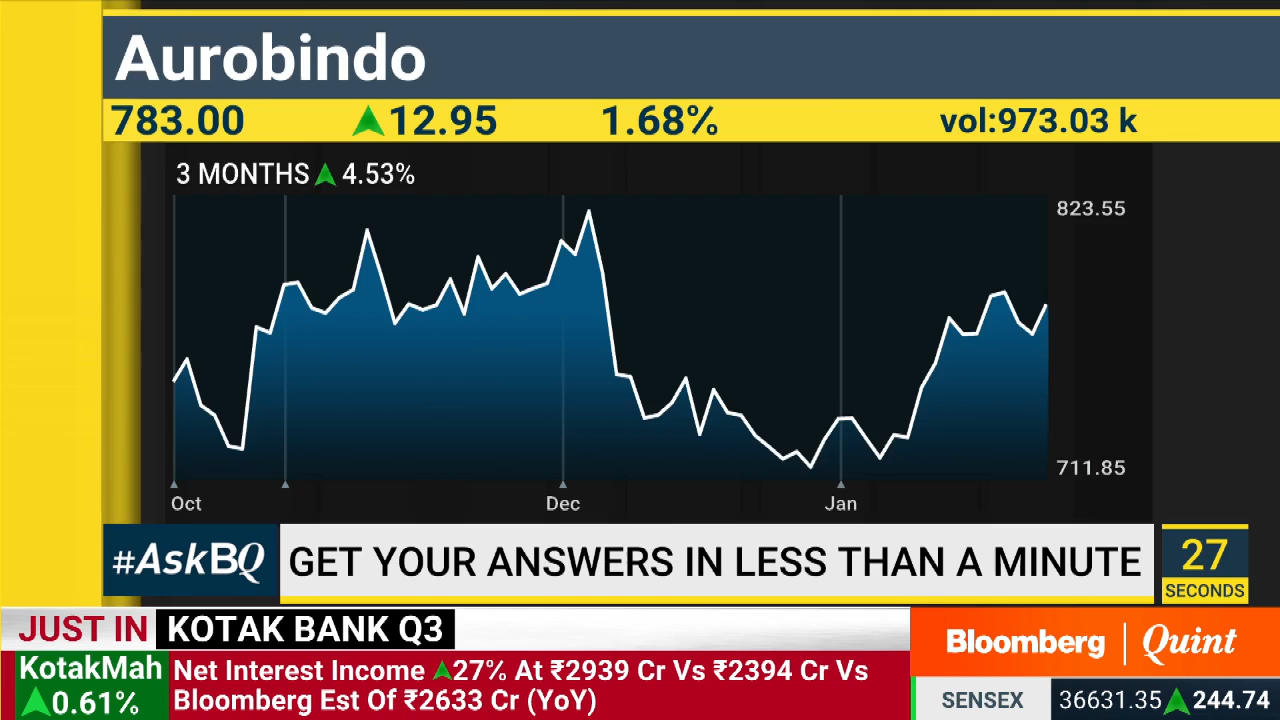 Aurobindo
783.00 ▲12.95 1.68% vol:973.03 k
3 MONTHS ▲ 4.53%
823.55
711.85
Oct Dec Jan
#AskBQ GET YOUR ANSWERS IN LESS THAN A MINUTE
27
SECONDS
JUST IN KOTAK BANK Q3
KotakMah
▲0.61%
Net Interest Income ▲27% At ₹2939 Cr Vs ₹2394 Cr Vs
Bloomberg Est Of ₹2633 Cr (YoY)
Bloomberg | Quint
SENSEX 36631.35▲244.74